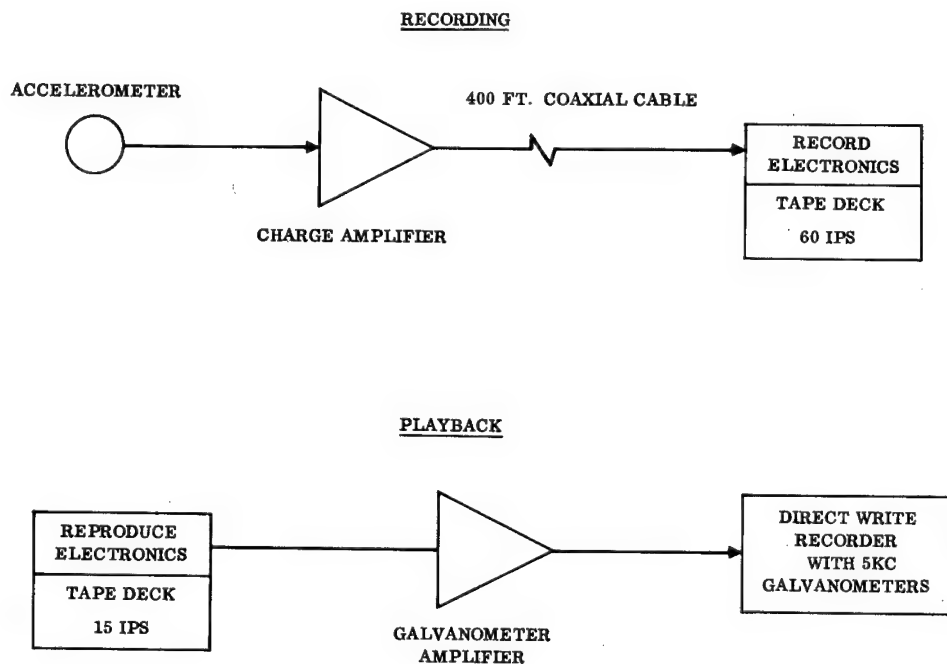 RECORDING
ACCELEROMETER
400 FT. COAXIAL CABLE
RECORD
ELECTRONICS
TAPE DECK
60 IPS
CHARGE AMPLIFIER
PLAYBACK
REPRODUCE
ELECTRONICS
TAPE DECK
15 IPS
GALVANOMETER
AMPLIFIER
DIRECT WRITE
RECORDER
WITH 5KC
GALVANOMETERS